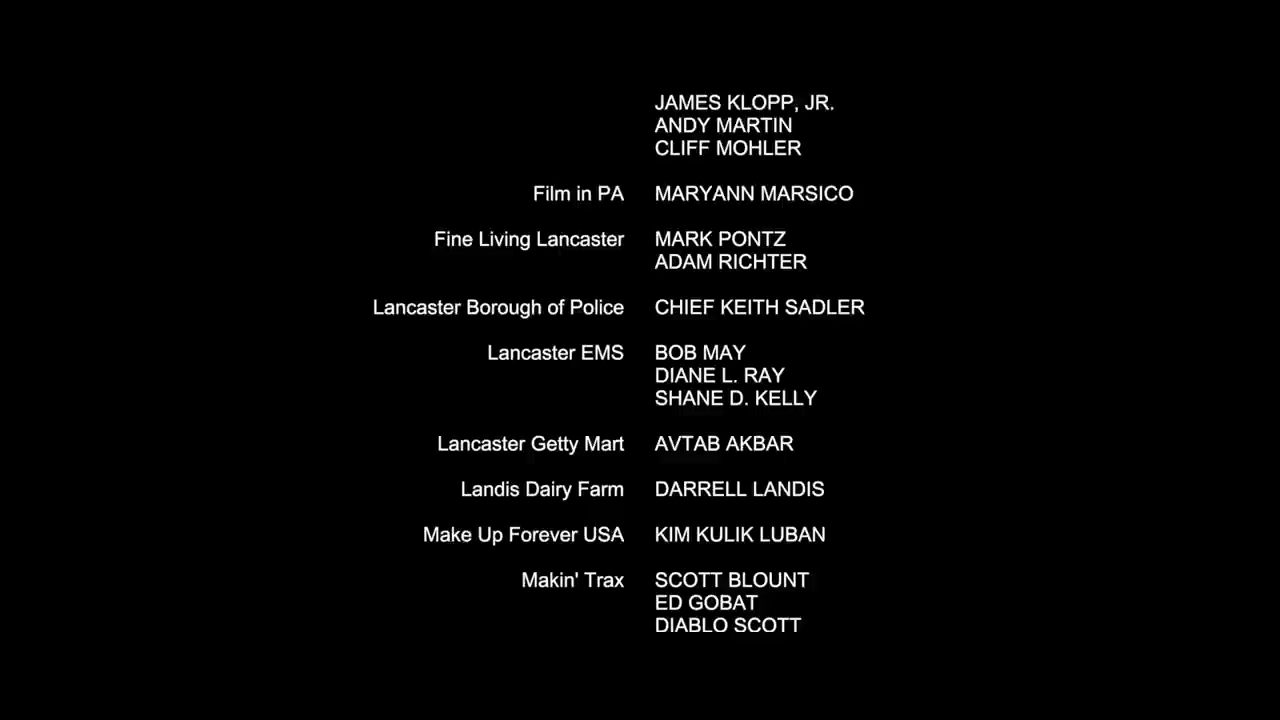 JAMES KLOPP, JR.
ANDY MARTIN
CLIFF MOHLER
Film in PA MARYANN MARSICO
Fine Living Lancaster MARK PONTZ
ADAM RICHTER
Lancaster Borough of Police CHIEF KEITH SADLER
Lancaster EMS BOB MAY
DIANE L. RAY
SHANE D. KELLY
Lancaster Getty Mart AVTAB AKBAR
Landis Dairy Farm DARRELL LANDIS
Make Up Forever USA KIM KULIK LUBAN
Makin' Trax SCOTT BLOUNT
ED GOBAT
DIABLO SCOTT